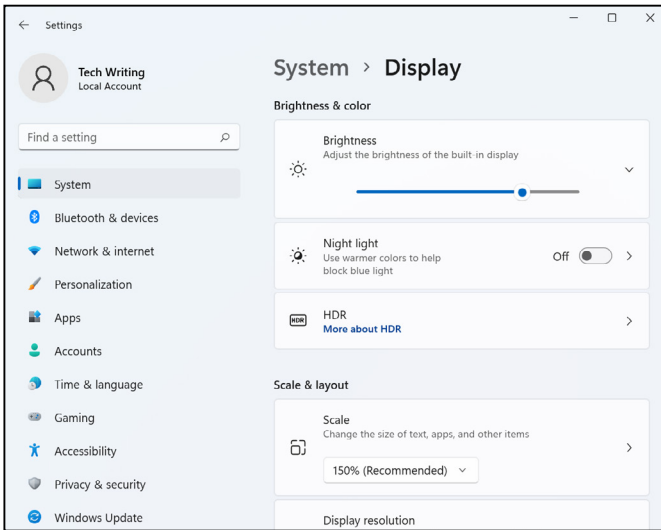 Settings
Tech Writing
Local Account
Find a setting
System
Bluetooth & devices
Network & internet
Personalization
Apps
Accounts
Time & language
Gaming
Accessibility
Privacy & security
Windows Update
System > Display
Brightness & color
Brightness
Adjust the brightness of the built-in display
Night light
Use warmer colors to help
block blue light
Off
HDR
HDR
More about HDR
Scale & layout
Scale
Change the size of text, apps, and other items
150% (Recommended)
Display resolution